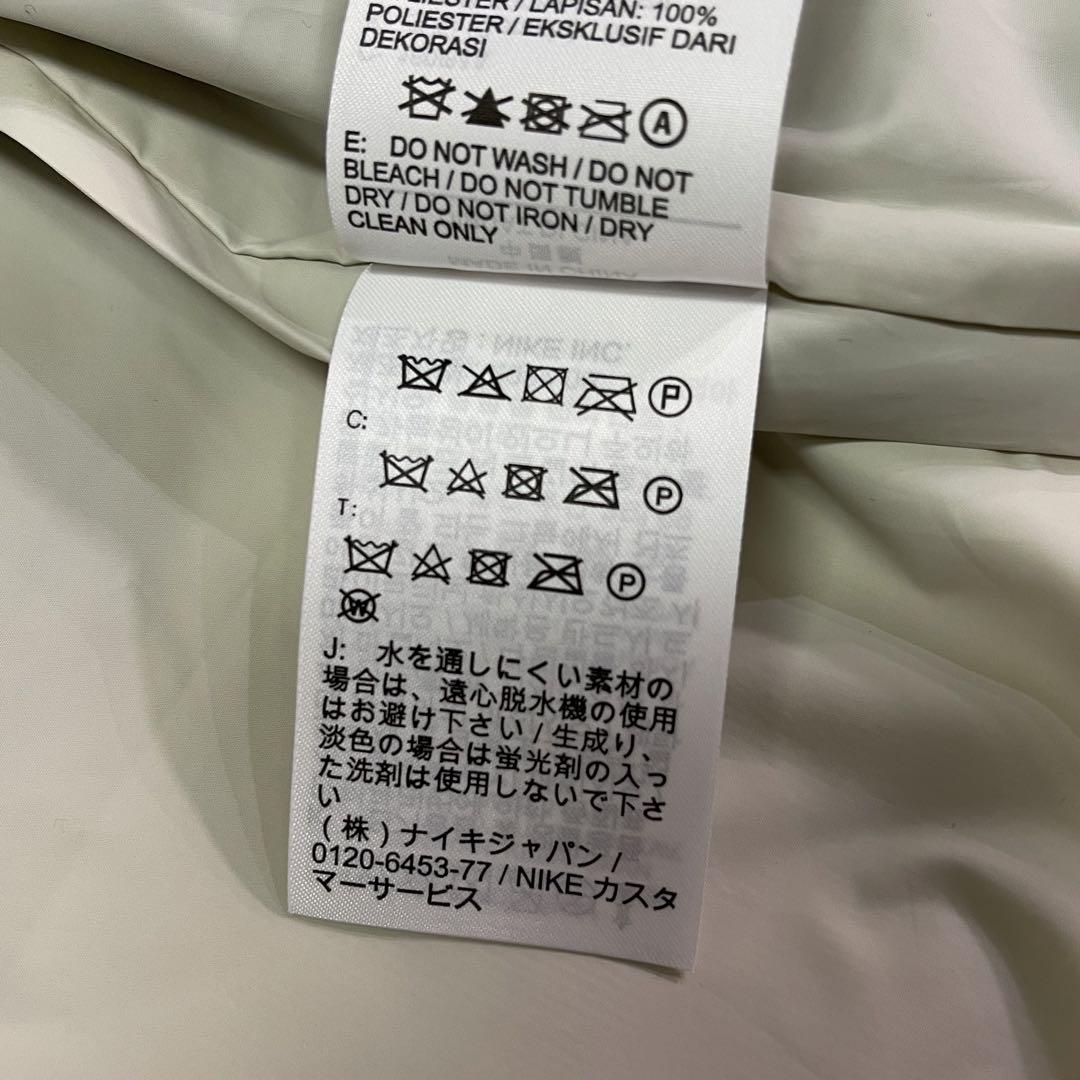 POLIESTER / LAPISAN: 100%
POLIESTER / EKSKLUSIF DARI
DEKORASI
A
E: DO NOT WASH / DO NOT
BLEACH / DO NOT TUMBLE
DRY / DO NOT IRON / DRY
CLEAN ONLY
P
C:
P
T:
P
W
J: 水を通しにくい素材の
場合は、遠心脱水機の使用
はお避け下さい / 生成り、
淡色の場合は蛍光剤の入っ
た洗剤は使用しないで下さ
い
(株)ナイキジャパン /
0120-6453-77 / NIKE カスタ
マーサービス